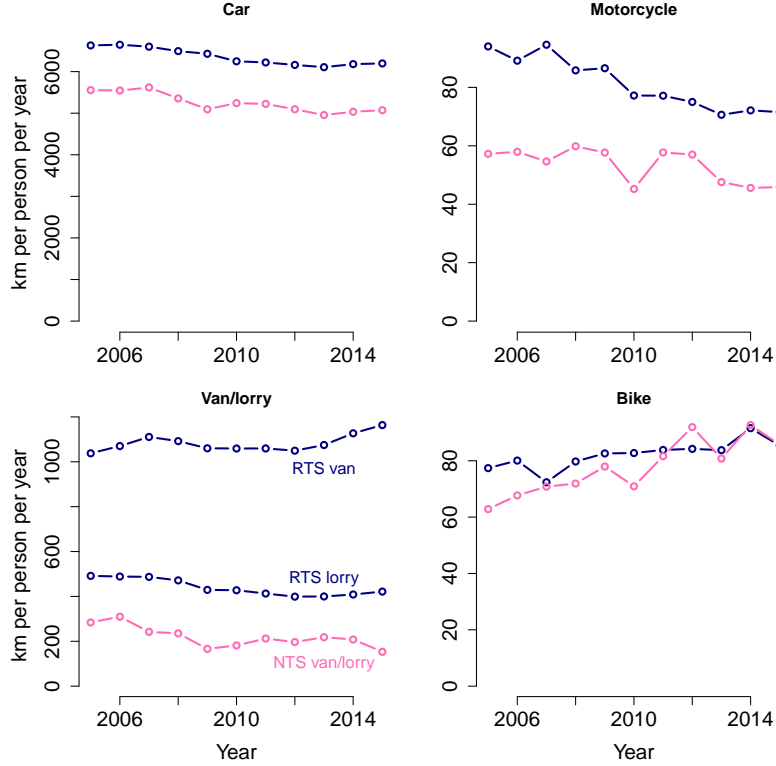 Car
Motorcycle
km per person per year
0
2000
4000
6000
2006
2010
2014
0
20
40
60
80
2006
2010
2014
Van/lorry
Bike
km per person per year
0
200
600
1000
RTS van
RTS lorry
NTS van/lorry
2006
2010
2014
Year
0
20
40
60
80
2006
2010
2014
Year